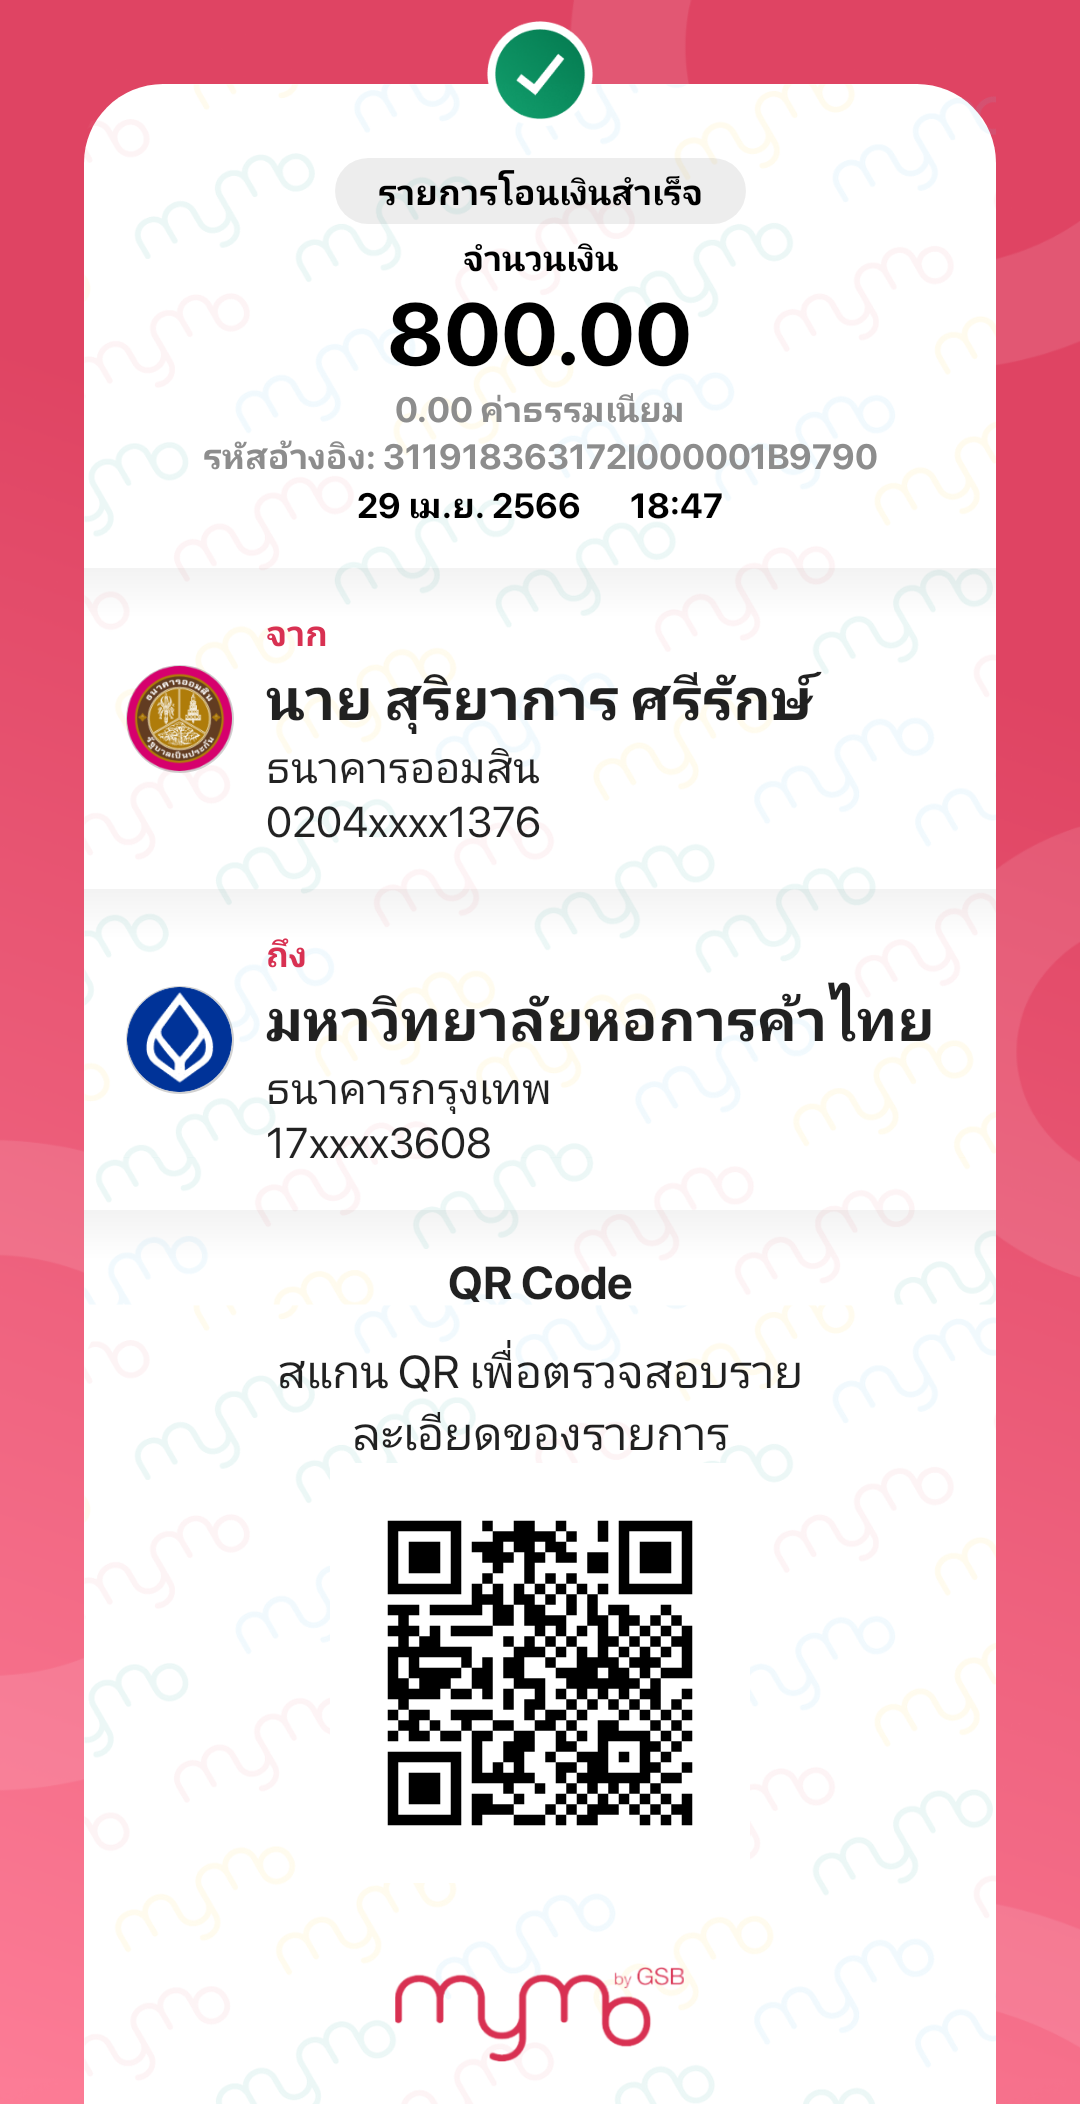 รายการโอนเงินสำเร็จ
จำนวนเงิน
800.00
0.00 ค่าธรรมเนียม
รหัสอ้างอิง: 311918363172I000001B9790
29 เม.ย. 2566 18:47
จาก
นาย สุริยาการ ศรีรักษ์
ธนาคารออมสิน
0204xxxx1376
ถึง
มหาวิทยาลัยหอการค้าไทย
ธนาคารกรุงเทพ
17xxxx3608
QR Code
สแกน QR เพื่อตรวจสอบราย
ละเอียดของรายการ
mymo by GSB